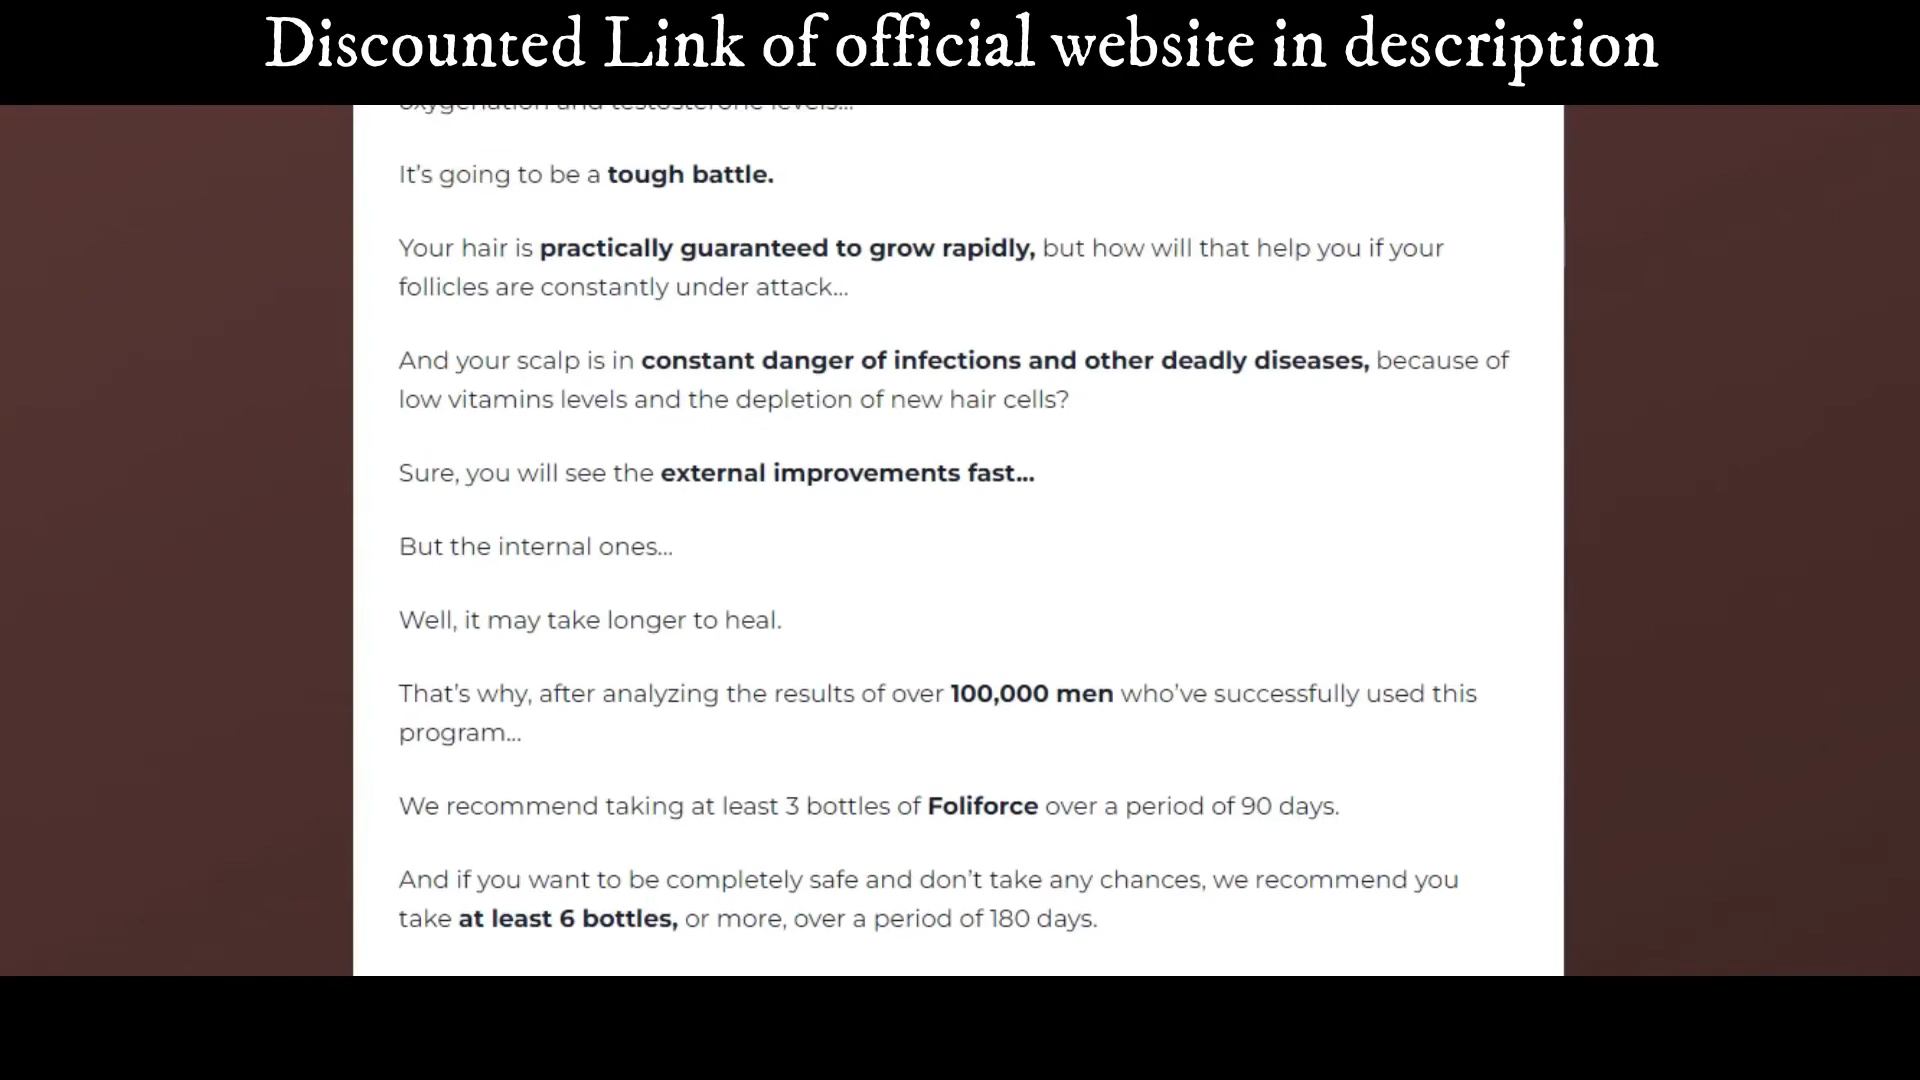 Discounted Link of official website in description
oxygenation and testosterone levels...
It's going to be a tough battle.
Your hair is practically guaranteed to grow rapidly, but how will that help you if your
follicles are constantly under attack...
And your scalp is in constant danger of infections and other deadly diseases, because of
low vitamins levels and the depletion of new hair cells?
Sure, you will see the external improvements fast...
But the internal ones...
Well, it may take longer to heal.
That's why, after analyzing the results of over 100,000 men who've successfully used this
program...
We recommend taking at least 3 bottles of Foliforce over a period of 90 days.
And if you want to be completely safe and don't take any chances, we recommend you
take at least 6 bottles, or more, over a period of 180 days.